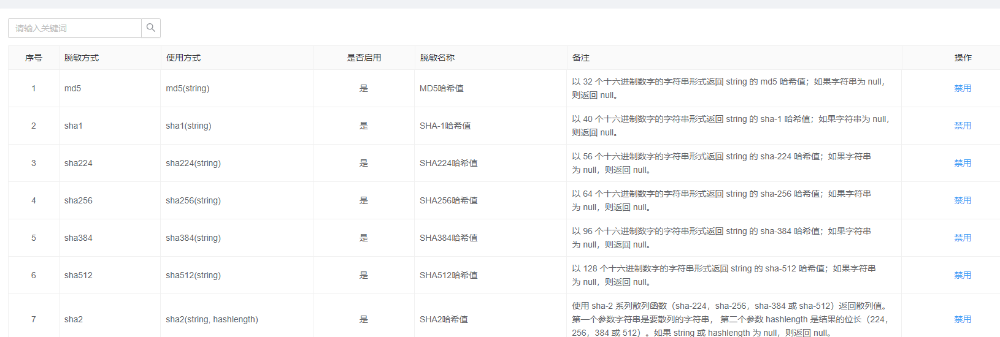 请输入关键词
序号 脱敏方式 使用方式 是否启用 脱敏名称 备注 操作
1 md5 md5(string) 是 MD5哈希值 以 32 个十六进制数字的字符串形式返回 string 的 md5 哈希值；如果字符串为 null，
则返回 null。 禁用
2 sha1 sha1(string) 是 SHA-1哈希值 以 40 个十六进制数字的字符串形式返回 string 的 sha-1 哈希值；如果字符串为 null，
则返回 null。 禁用
3 sha224 sha224(string) 是 SHA224哈希值 以 56 个十六进制数字的字符串形式返回 string 的 sha-224 哈希值；如果字符串
为 null，则返回 null。 禁用
4 sha256 sha256(string) 是 SHA256哈希值 以 64 个十六进制数字的字符串形式返回 string 的 sha-256 哈希值；如果字符串
为 null，则返回 null。 禁用
5 sha384 sha384(string) 是 SHA384哈希值 以 96 个十六进制数字的字符串形式返回 string 的 sha-384 哈希值；如果字符串
为 null，则返回 null。 禁用
6 sha512 sha512(string) 是 SHA512哈希值 以 128 个十六进制数字的字符串形式返回 string 的 sha-512 哈希值；如果字符串
为 null，则返回 null。 禁用
7 sha2 sha2(string, hashlength) 是 SHA2哈希值 使用 sha-2 系列散列函数（sha-224，sha-256，sha-384 或 sha-512）返回散列值。
第一个参数字符串是要散列的字符串， 第二个参数 hashlength 是结果的位长（224，
256，384 或 512）。如果 string 或 hashlength 为 null，则返回 null。 禁用